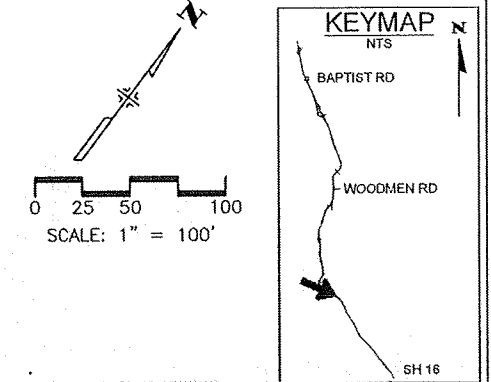 N
0 25 50 100
SCALE: 1" = 100'
KEYMAP N
NTS
BAPTIST RD
WOODMEN RD
SH 16